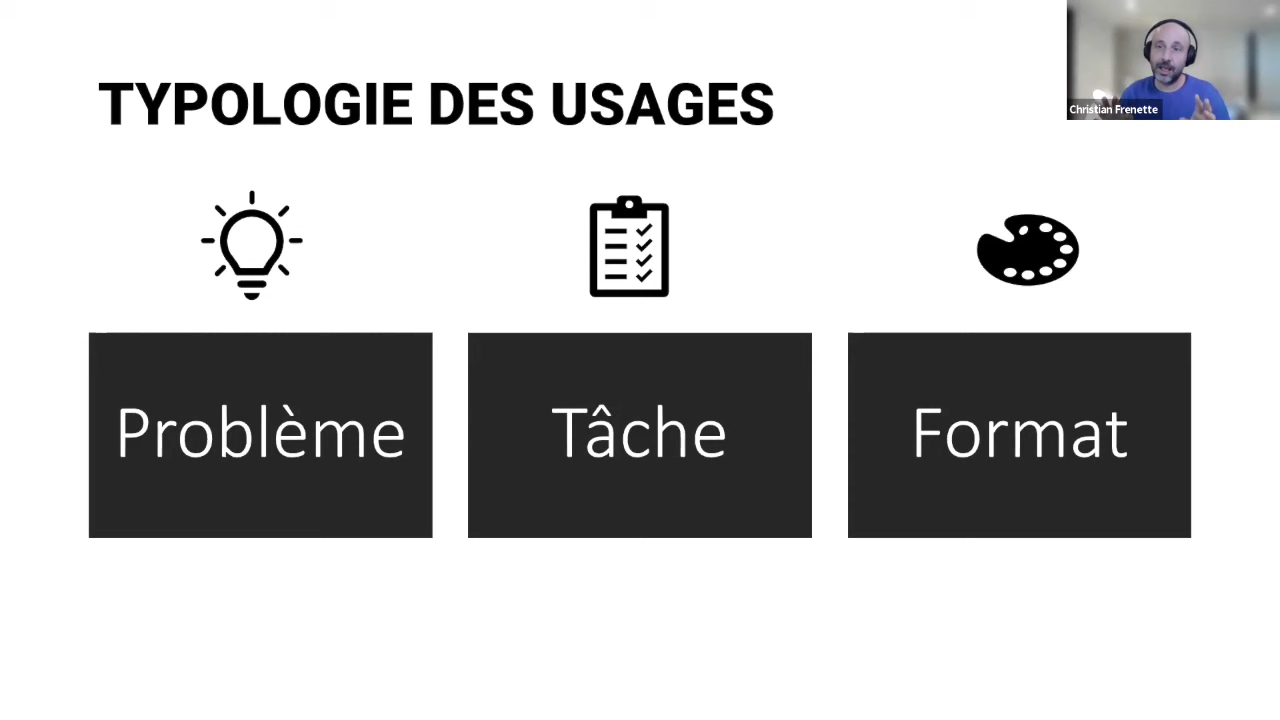 TYPOLOGIE DES USAGES
Christian Frenette
Problème
Tâche
Format